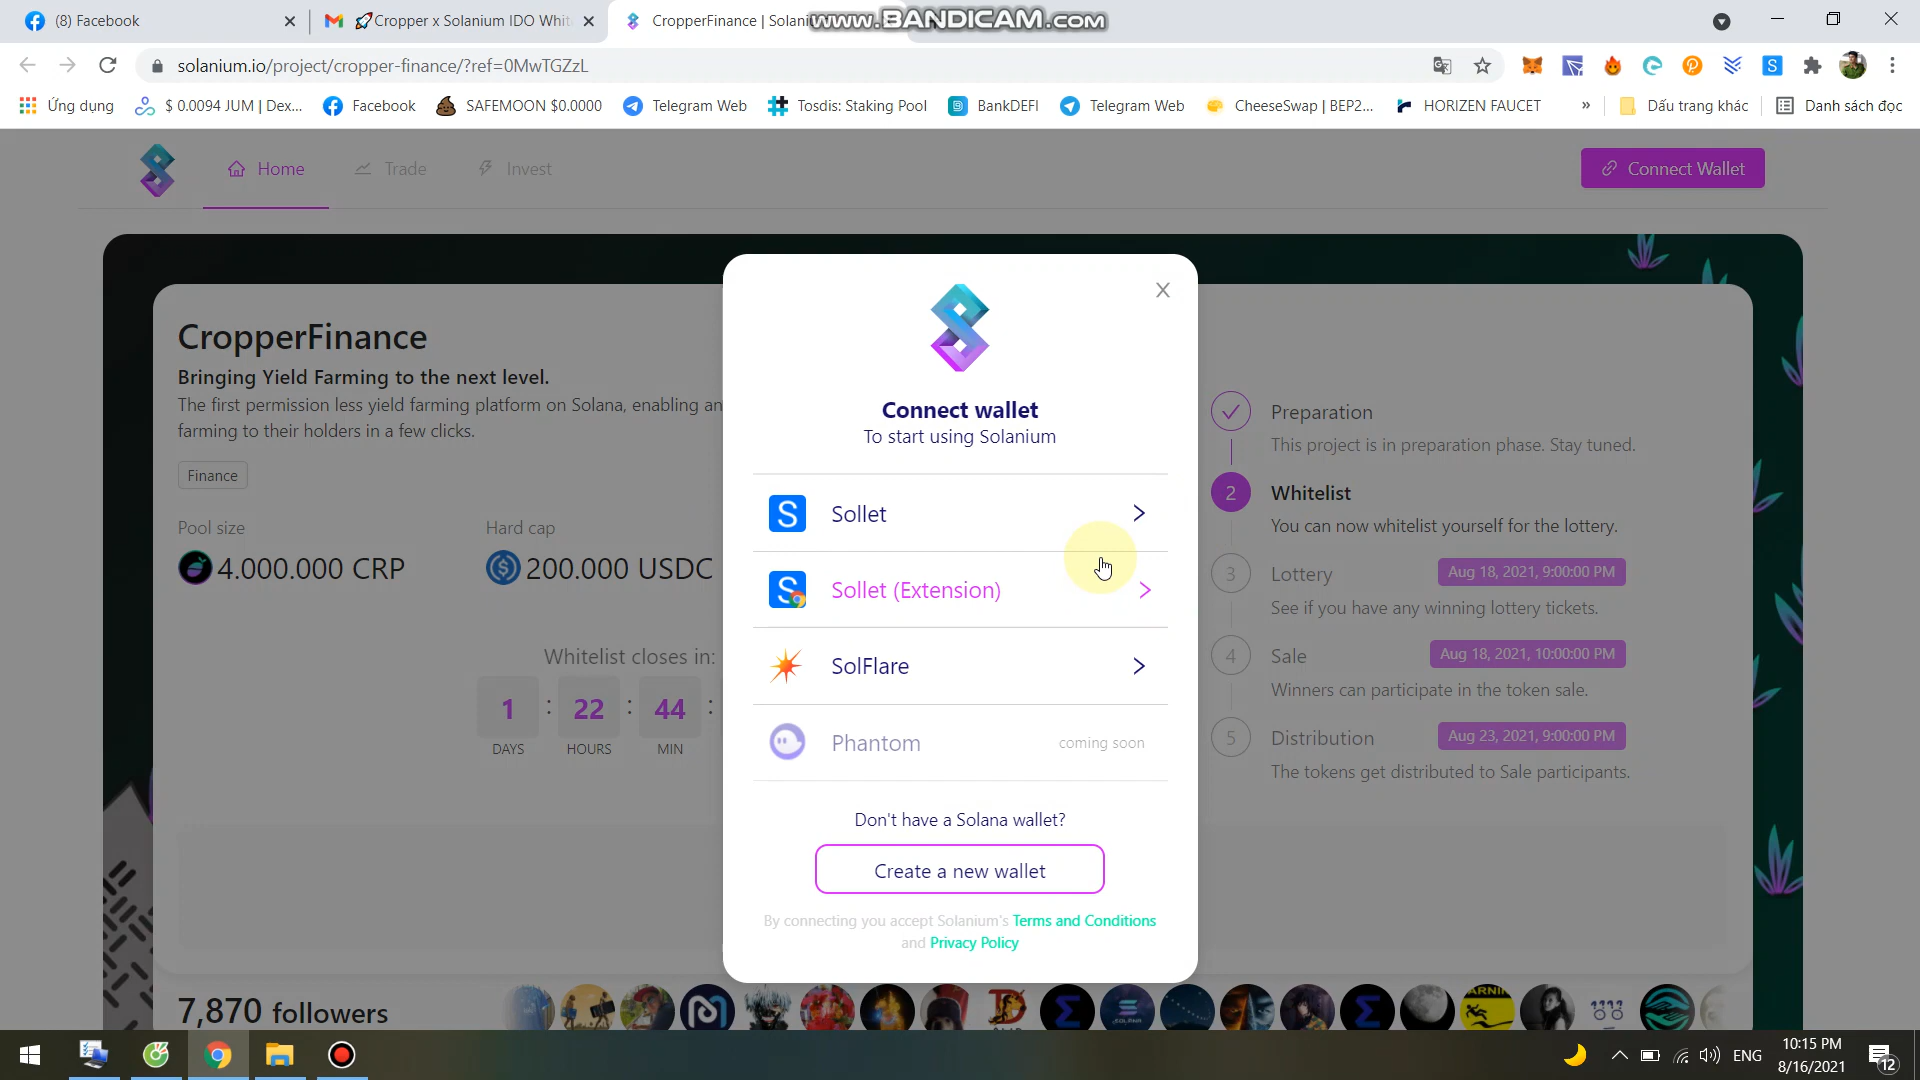 (8) Facebook
🚀Cropper x Solanium IDO Whit
CropperFinance | Solani
www.BANDICAM.com
solanium.io/project/cropper-finance/?ref=0MwTGZzL
Ứng dụng
$ 0.0094 JUM | Dex...
Facebook
SAFEMOON $0.0000
Telegram Web
Tosdis: Staking Pool
BankDEFI
Telegram Web
CheeseSwap | BEP2...
HORIZEN FAUCET
»
Dấu trang khác
Danh sách đọc
Home
Trade
Invest
Connect Wallet
CropperFinance
Bringing Yield Farming to the next level.
The first permission less yield farming platform on Solana, enabling an
farming to their holders in a few clicks.
Finance
Pool size
4.000.000 CRP
Hard cap
200.000 USDC
Whitelist closes in:
1 : 22 : 44 :
DAYS HOURS MIN
7,870 followers
X
Connect wallet
To start using Solanium
Sollet
Sollet (Extension)
SolFlare
Phantom
coming soon
Don't have a Solana wallet?
Create a new wallet
By connecting you accept Solanium's Terms and Conditions
and Privacy Policy
Preparation
This project is in preparation phase. Stay tuned.
2 Whitelist
You can now whitelist yourself for the lottery.
3 Lottery Aug 18, 2021, 9:00:00 PM
See if you have any winning lottery tickets.
4 Sale Aug 18, 2021, 10:00:00 PM
Winners can participate in the token sale.
5 Distribution Aug 23, 2021, 9:00:00 PM
The tokens get distributed to Sale participants.
ENG
10:15 PM
8/16/2021
12